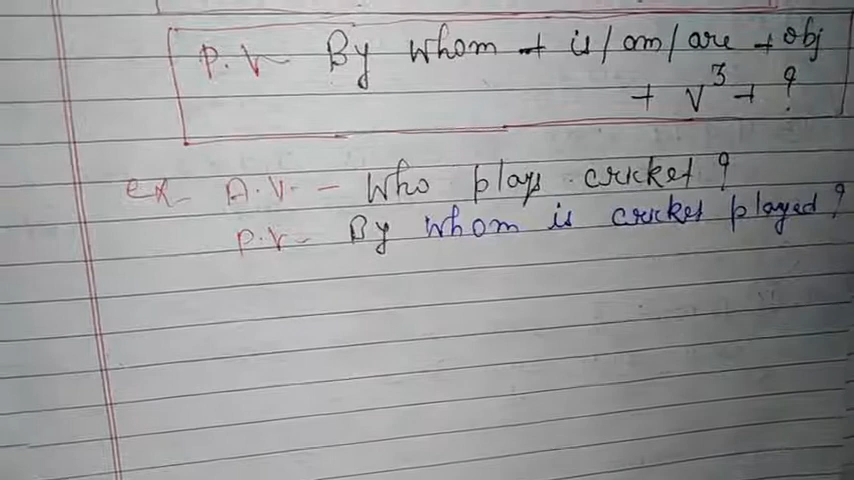 P.V- By whom + is/am/are + obj
+ V3 + ?
ex- A.V. - Who plays cricket ?
P.V- By whom is cricket played ?